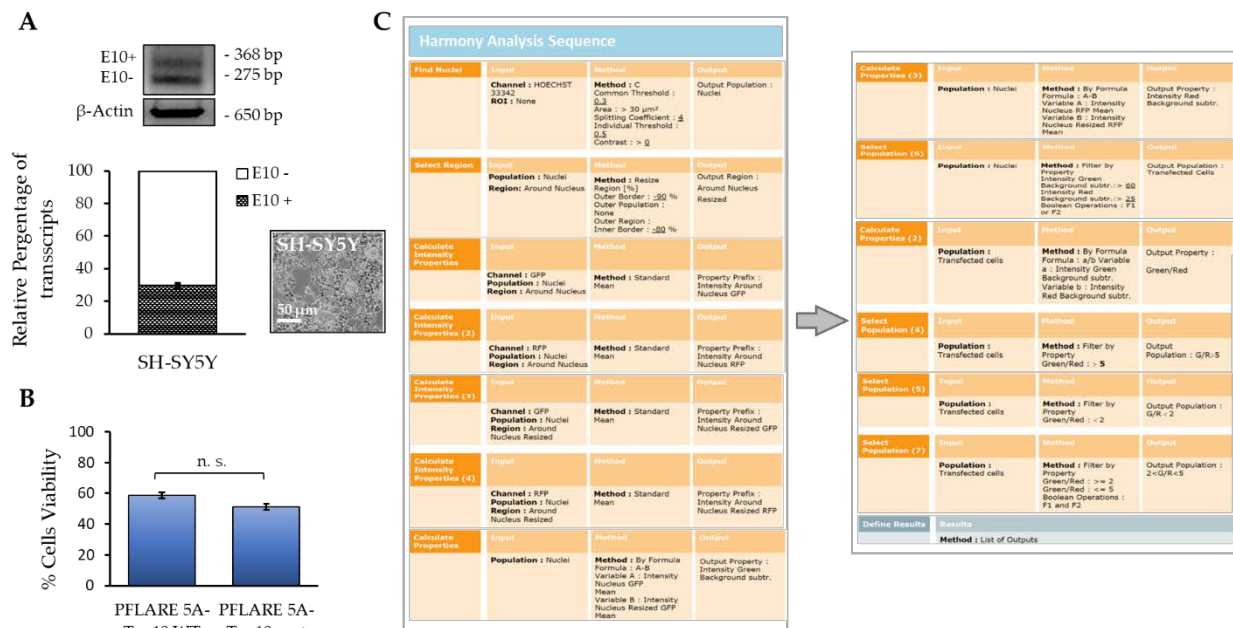 A
E10+
E10-
- 368 bp
- 275 bp
β-Actin
- 650 bp
Relative Pergentage of
transscripts
100
80
60
40
20
0
E10 -
E10 +
SH-SY5Y
SH-SY5Y
50 µm
B
% Cells Viability
100
80
60
40
20
0
n. s.
PFLARE 5A-
PFLARE 5A-
C
Harmony Analysis Sequence
Find Nuclei
Input
Method
Output
Channel : HOECHST
33342
ROI : None
Method : C
Common Threshold :
0.3
Area : > 30 µm²
Splitting Coefficient : 4
Individual Threshold :
0.5
Contrast : > 0
Output Population :
Nuclei
Select Region
Input
Method
Output
Population : Nuclei
Region: Around Nucleus
Method : Resize
Region [%]
Outer Border : -90 %
Outer Population :
None
Outer Region :
Inner Border : -80 %
Output Region :
Around Nucleus
Resized
Calculate
Intensity
Properties
Input
Method
Output
Channel : GFP
Population : Nuclei
Region : Around Nucleus
Method : Standard
Mean
Property Prefix :
Intensity Around
Nucleus GFP
Calculate
Intensity
Properties (2)
Input
Method
Output
Channel : RFP
Population : Nuclei
Region : Around Nucleus
Method : Standard
Mean
Property Prefix :
Intensity Around
Nucleus RFP
Calculate
Intensity
Properties (3)
Input
Method
Output
Channel : GFP
Population : Nuclei
Region : Around
Nucleus Resized
Method : Standard
Mean
Property Prefix :
Intensity Around
Nucleus Resized GFP
Calculate
Intensity
Properties (4)
Input
Method
Output
Channel : RFP
Population : Nuclei
Region : Around
Nucleus Resized
Method : Standard
Mean
Property Prefix :
Intensity Around
Nucleus Resized RFP
Calculate
Properties
Input
Method
Output
Population : Nuclei
Method : By Formula
Formula : A-B
Variable A : Intensity
Nucleus GFP
Mean
Variable B : Intensity
Nucleus Resized GFP
Mean
Output Property :
Intensity Green
Background subtr.
Calculate
Properties (3)
Input
Method
Output
Population : Nuclei
Method : By Formula
Formula : A-B
Variable A : Intensity
Nucleus RFP Mean
Variable B : Intensity
Nucleus Resized RFP
Mean
Output Property :
Intensity Red
Background subtr.
Select
Population (6)
Input
Method
Output
Population : Nuclei
Method : Filter by
Property
Intensity Green
Background subtr.:> 60
Intensity Red
Background subtr.:> 25
Boolean Operations : F1
or F2
Output Population :
Transfected Cells
Calculate
Properties (2)
Input
Method
Output
Population :
Transfected cells
Method : By Formula
Formula : a/b Variable
a : Intensity Green
Background subtr.
Variable b : Intensity
Red Background subtr.
Output Property :
Green/Red
Select
Population (4)
Input
Method
Output
Population :
Transfected cells
Method : Filter by
Property
Green/Red : > 5
Output
Population : G/R>5
Select
Population (5)
Input
Method
Output
Population :
Transfected cells
Method : Filter by
Property
Green/Red : < 2
Output Population :
G/R<2
Select
Population (7)
Input
Method
Output
Population :
Transfected cells
Method : Filter by
Property
Green/Red : >= 2
Green/Red : <= 5
Boolean Operations :
F1 and F2
Output Population :
2<G/R<5
Define Results
Results
Method : List of Outputs